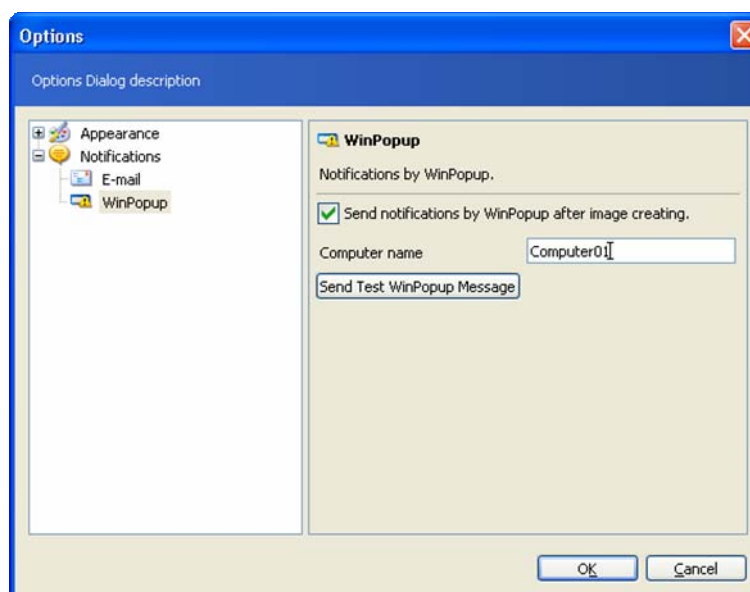 Options
Options Dialog description
Appearance
Notifications
E-mail
WinPopup
WinPopup
Notifications by WinPopup.
Send notifications by WinPopup after image creating.
Computer name
Computer01
Send Test WinPopup Message
OK
Cancel